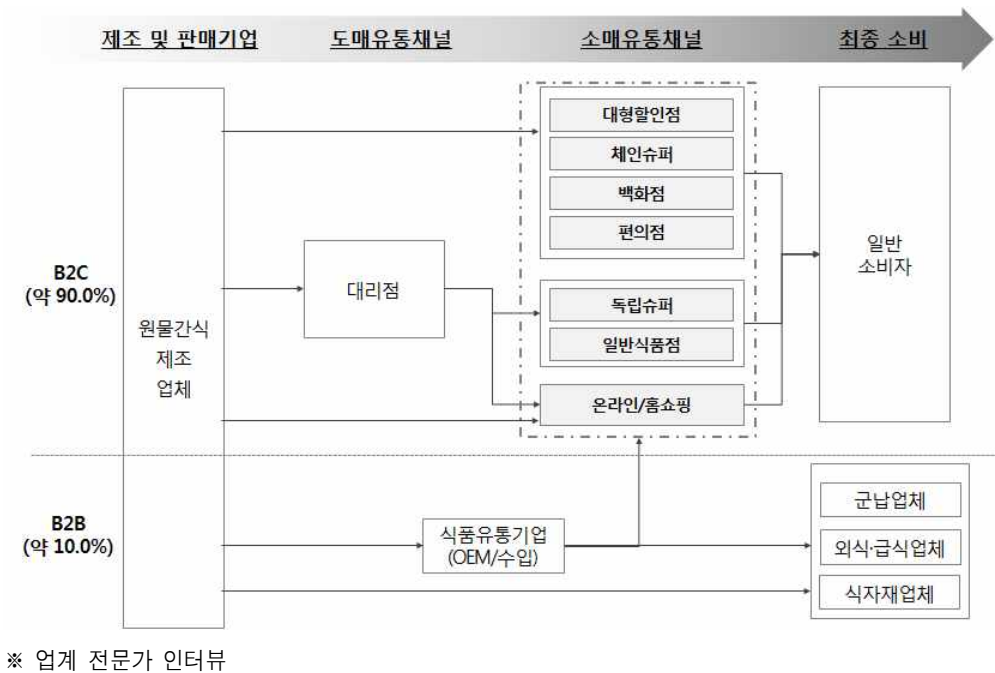 제조 및 판매기업
도매유통채널
소매유통채널
최종 소비
B2C
(약 90.0%)
원물간식
제조
업체
대리점
대형할인점
체인슈퍼
백화점
편의점
독립슈퍼
일반식품점
온라인/홈쇼핑
일반
소비자
B2B
(약 10.0%)
식품유통기업
(OEM/수입)
군납업체
외식·급식업체
식자재업체
※ 업계 전문가 인터뷰